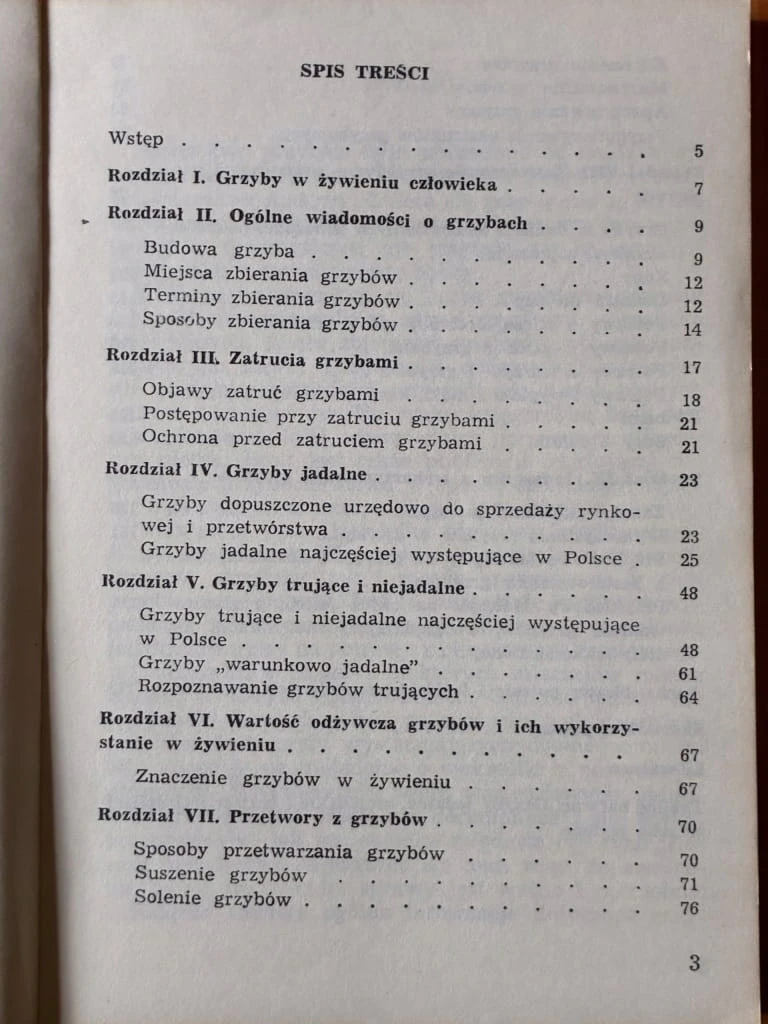 SPIS TREŚCI
Wstęp . . . . . . . . . . . . . . . 5
Rozdział I. Grzyby w żywieniu człowieka . . . . . 7
Rozdział II. Ogólne wiadomości o grzybach . . . . 9
Budowa grzyba . . . . . . . . . . 9
Miejsca zbierania grzybów . . . . . . . 12
Terminy zbierania grzybów . . . . . . . 12
Sposoby zbierania grzybów . . . . . . . 14
Rozdział III. Zatrucia grzybami . . . . . . . 17
Objawy zatruć grzybami . . . . . . . 18
Postępowanie przy zatruciu grzybami . . . . . 21
Ochrona przed zatruciem grzybami . . . . . 21
Rozdział IV. Grzyby jadalne . . . . . . . . 23
Grzyby dopuszczone urzędowo do sprzedaży rynko-
wej i przetwórstwa . . . . . . . . . 23
Grzyby jadalne najczęściej występujące w Polsce . 25
Rozdział V. Grzyby trujące i niejadalne . . . . . . 48
Grzyby trujące i niejadalne najczęściej występujące
w Polsce . . . . . . . . . . . . 48
Grzyby „warunkowo jadalne” . . . . . . 61
Rozpoznawanie grzybów trujących . . . . . 64
Rozdział VI. Wartość odżywcza grzybów i ich wykorzy-
stanie w żywieniu . . . . . . . . . . 67
Znaczenie grzybów w żywieniu . . . . . 67
Rozdział VII. Przetwory z grzybów . . . . . . 70
Sposoby przetwarzania grzybów . . . . . 70
Suszenie grzybów . . . . . . . . . 71
Solenie grzybów . . . . . . . . . . 76
3